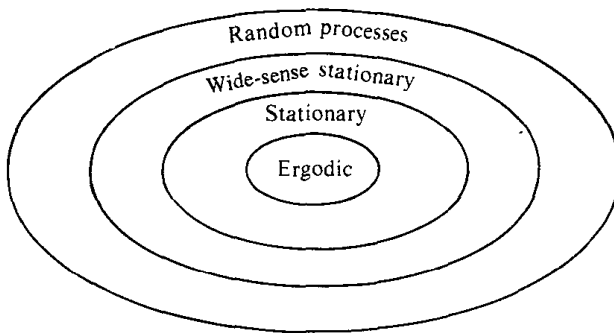 Random processes
Wide-sense stationary
Stationary
Ergodic